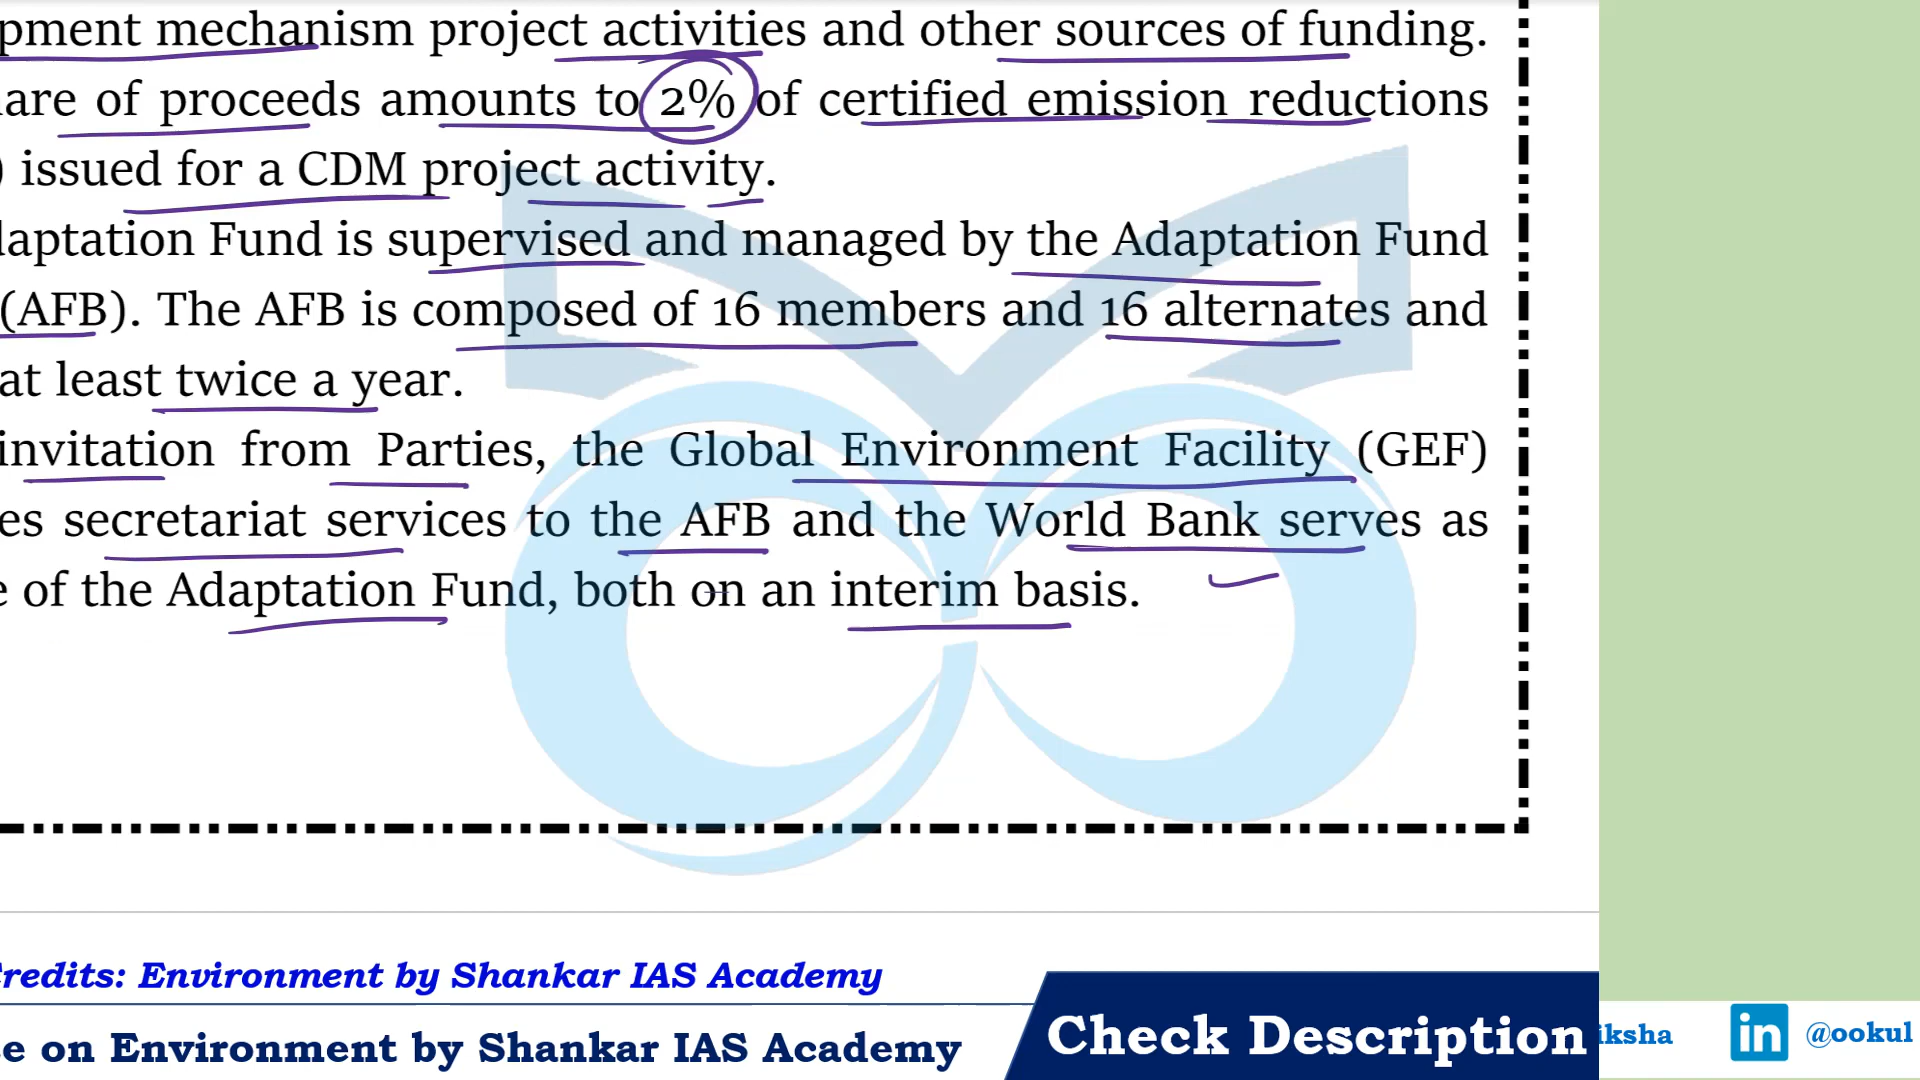 pment mechanism project activities and other sources of funding.
are of proceeds amounts to 2% of certified emission reductions
) issued for a CDM project activity.
daptation Fund is supervised and managed by the Adaptation Fund
(AFB). The AFB is composed of 16 members and 16 alternates and
at least twice a year.
invitation from Parties, the Global Environment Facility (GEF)
es secretariat services to the AFB and the World Bank serves as
e of the Adaptation Fund, both on an interim basis.
redits: Environment by Shankar IAS Academy
e on Environment by Shankar IAS Academy
Check Description
iksha
in @ookul